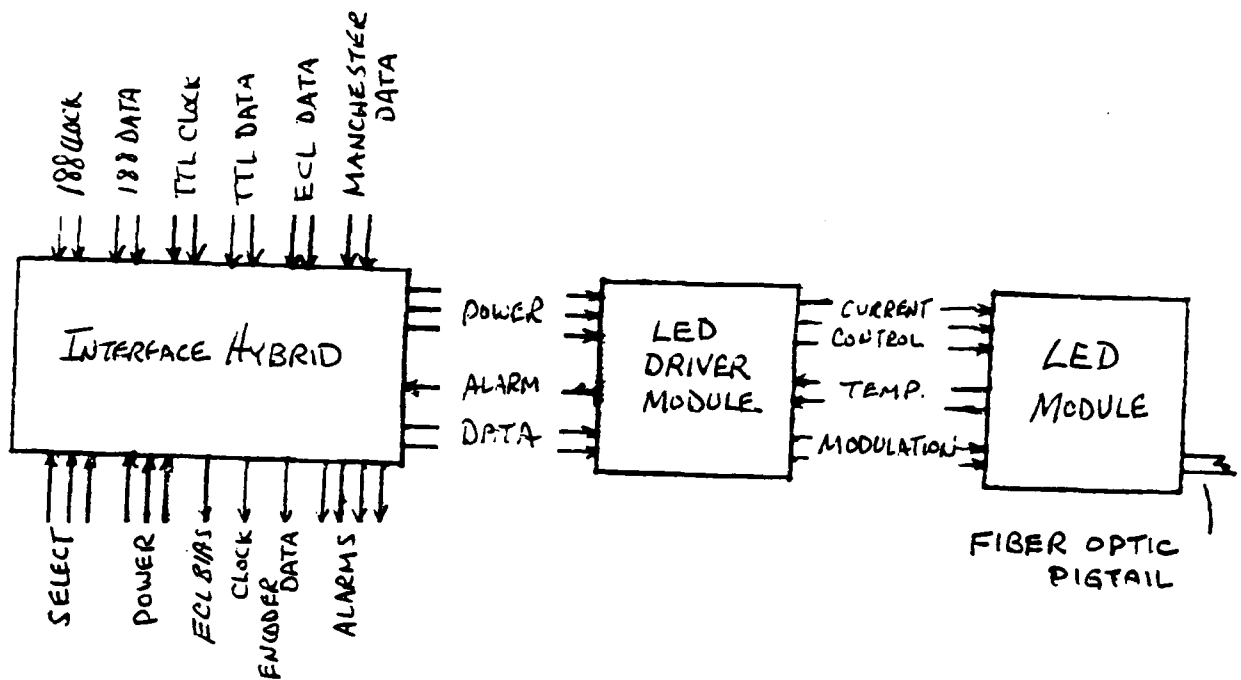 188 CLOCK
188 DATA
TTL CLOCK
TTL DATA
ECL DATA
MANCHESTER
DATA
INTERFACE HYBRID
POWER
ALARM
DATA
LED
DRIVER
MODULE
CURRENT
CONTROL
TEMP.
MODULATION
LED
MODULE
SELECT
POWER
ECL BIAS
CLOCK
ENCODER
DATA
ALARMS
FIBER OPTIC
PIGTAIL